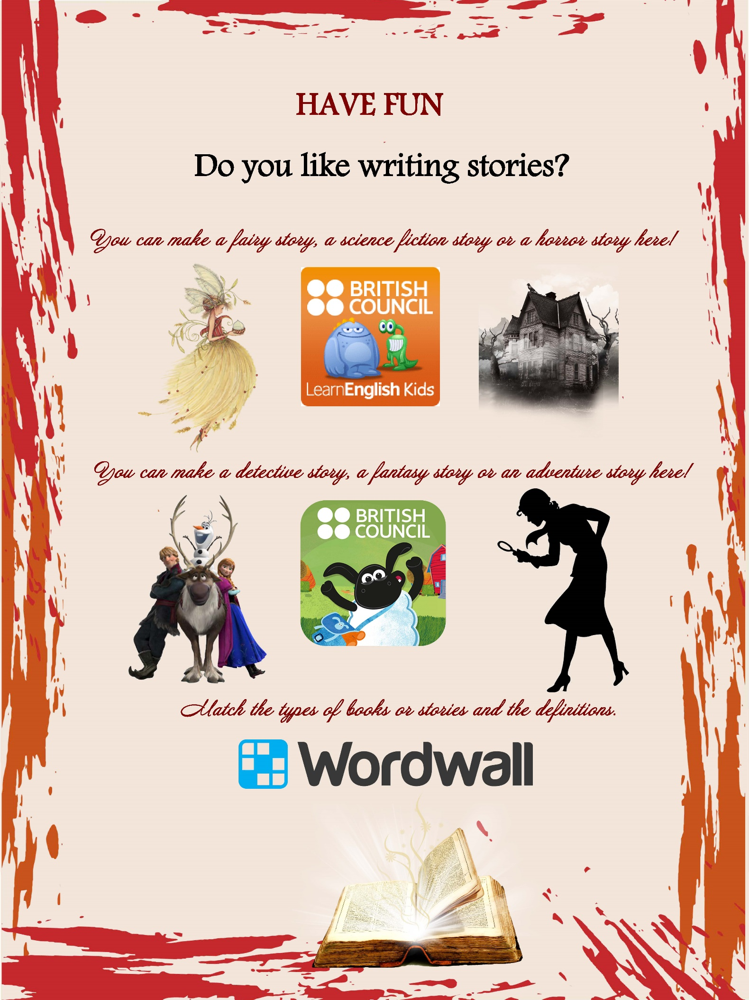 HAVE FUN
Do you like writing stories?
You can make a fairy story, a science fiction story or a horror story here!
BRITISH
COUNCIL
LearnEnglish Kids
You can make a detective story, a fantasy story or an adventure story here!
BRITISH
COUNCIL
Match the types of books or stories and the definitions.
Wordwall